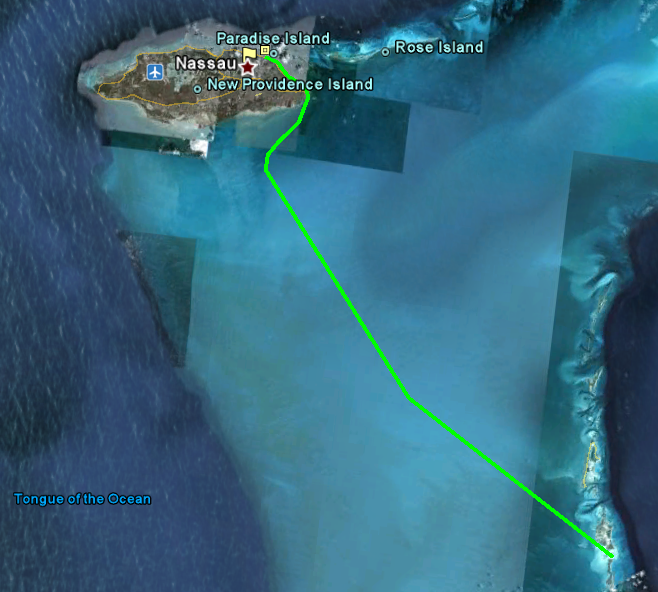 Paradise Island
Rose Island
Nassau
New Providence Island
Tongue of the Ocean